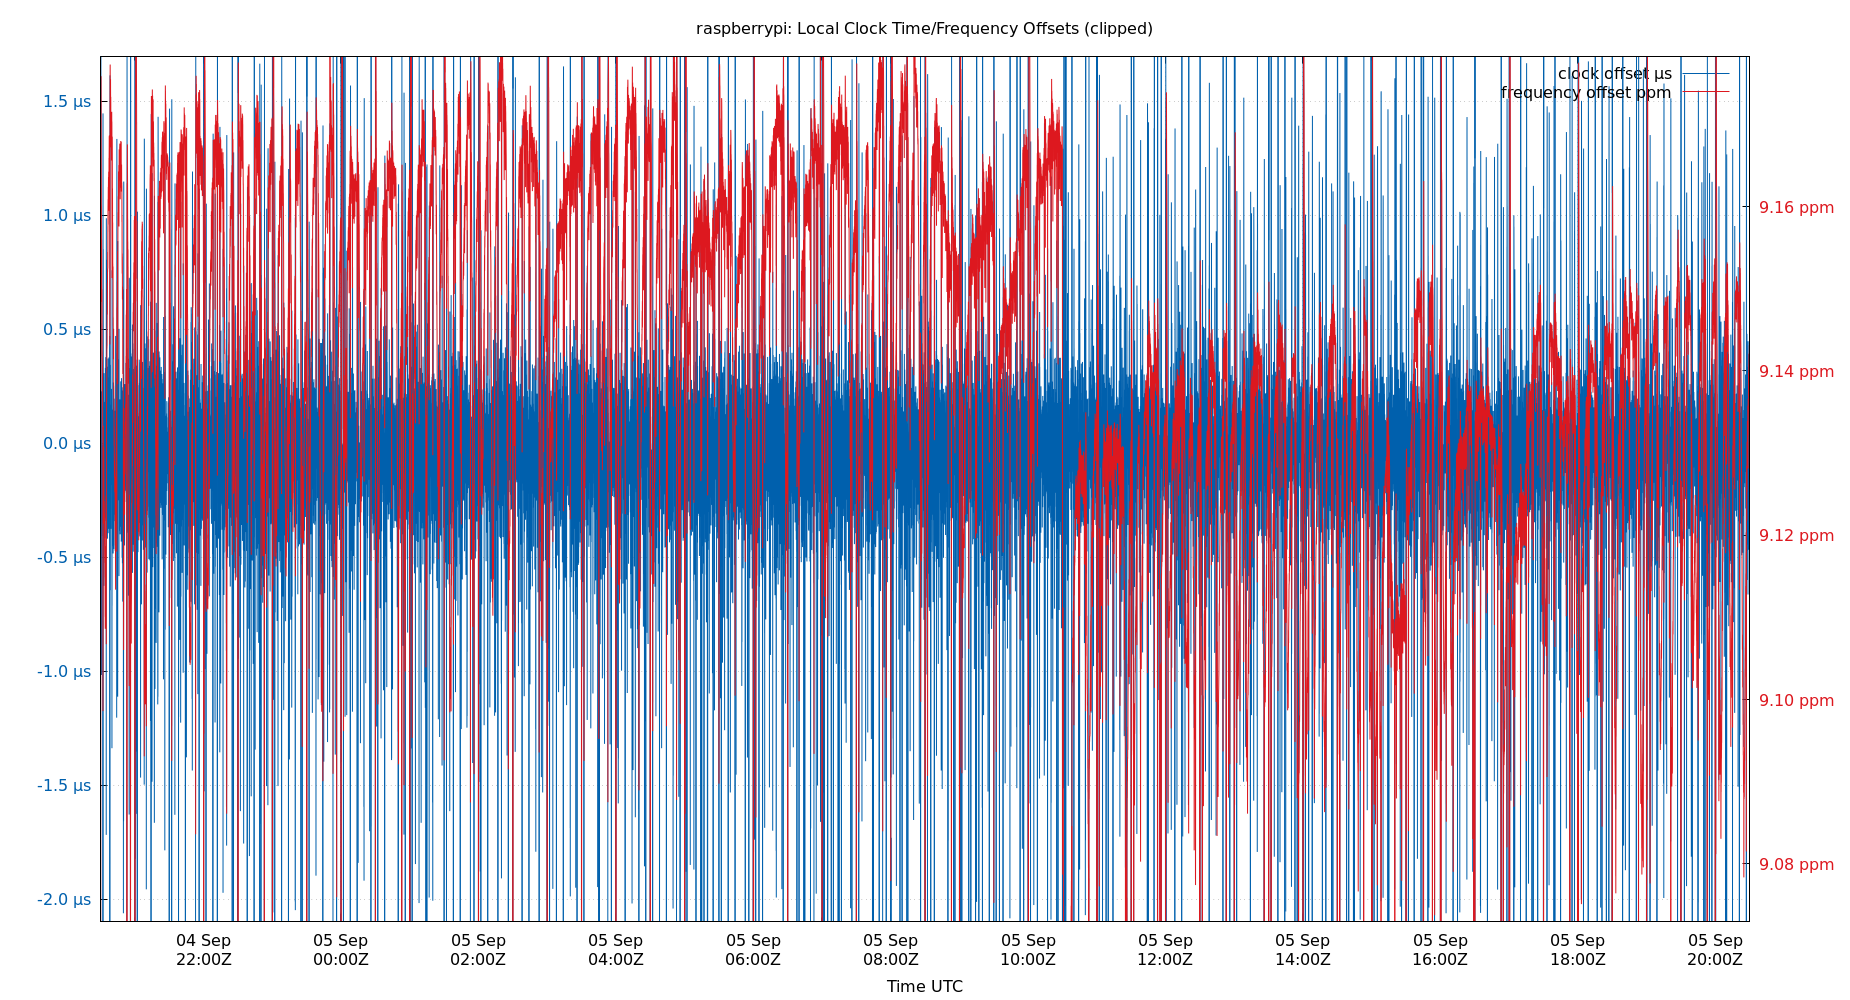 raspberrypi: Local Clock Time/Frequency Offsets (clipped)
clock offset µs
frequency offset ppm
1.5 µs
1.0 µs
0.5 µs
0.0 µs
-0.5 µs
-1.0 µs
-1.5 µs
-2.0 µs
9.16 ppm
9.14 ppm
9.12 ppm
9.10 ppm
9.08 ppm
04 Sep
22:00Z
05 Sep
00:00Z
05 Sep
02:00Z
05 Sep
04:00Z
05 Sep
06:00Z
05 Sep
08:00Z
05 Sep
10:00Z
05 Sep
12:00Z
05 Sep
14:00Z
05 Sep
16:00Z
05 Sep
18:00Z
05 Sep
20:00Z
Time UTC